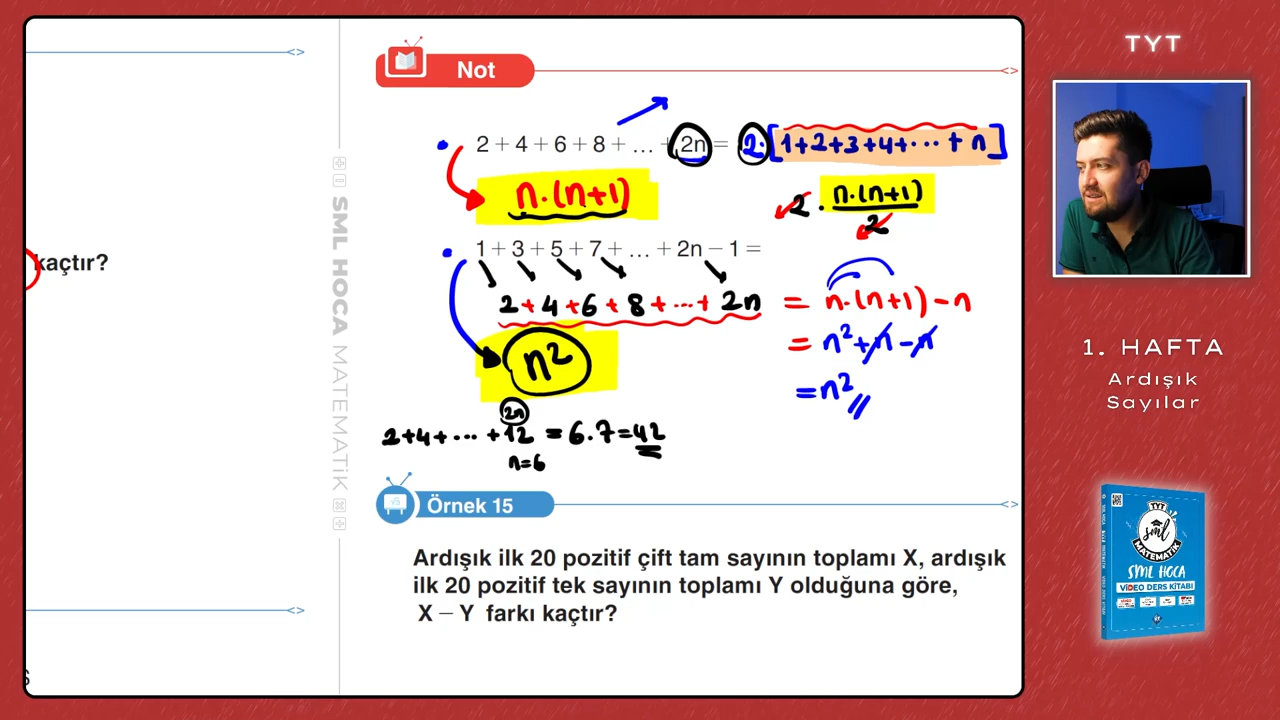 TYT
Not
2 + 4 + 6 + 8 + ... + 2n = 2·[1+2+3+4+···+ n]
n·(n+1)
2 · n·(n+1) / 2
1 + 3 + 5 + 7 + ... + 2n – 1 =
2 + 4 + 6 + 8 + ··· + 2n = n·(n+1) - n
= n² + n - n
n²
= n²
2n
2+4+ ··· + 12 = 6.7 = 42
n=6
kaçtır?
SML HOCA MATEMATİK
Örnek 15
Ardışık ilk 20 pozitif çift tam sayının toplamı X, ardışık
ilk 20 pozitif tek sayının toplamı Y olduğuna göre,
X – Y farkı kaçtır?
1. HAFTA
Ardışık
Sayılar
TYT
sml
MATEMATİK
SML HOCA
VİDEO DERS KİTABI